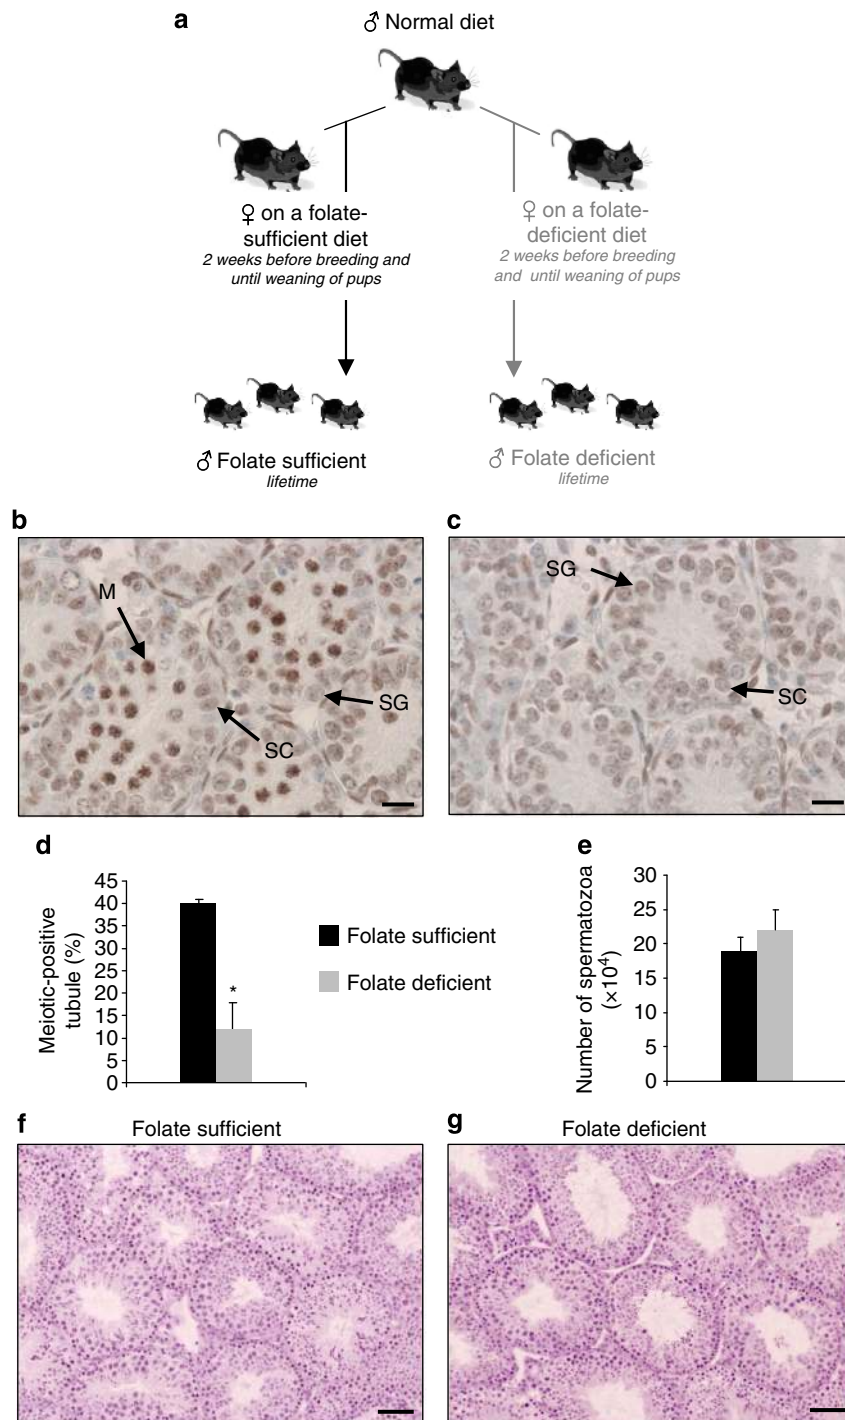 a
♂ Normal diet
♀ on a folate-
sufficient diet
2 weeks before breeding and
until weaning of pups
♀ on a folate-
deficient diet
2 weeks before breeding
and until weaning of pups
♂ Folate sufficient
lifetime
♂ Folate deficient
lifetime
b
M
SG
SC
c
SG
SC
d
Meiotic-positive
tubule (%)
45
40
35
30
25
20
15
10
5
0
*
Folate sufficient
Folate deficient
e
Number of spermatozoa
(×10⁴)
30
25
20
15
10
5
0
f
Folate sufficient
g
Folate deficient